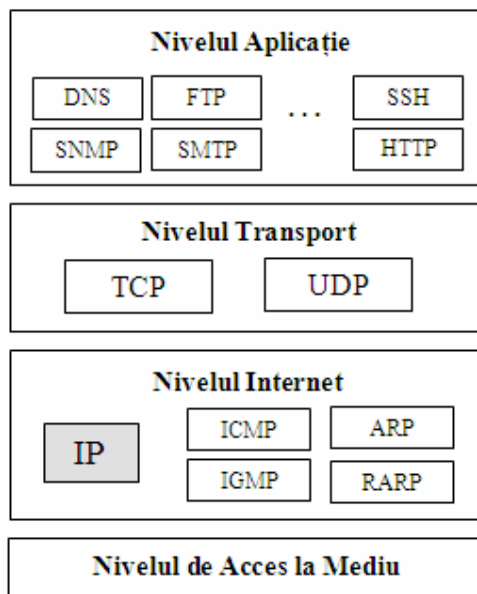 Nivelul Aplicație
DNS FTP ... SSH
SNMP SMTP HTTP
Nivelul Transport
TCP UDP
Nivelul Internet
IP
ICMP ARP
IGMP RARP
Nivelul de Acces la Mediu